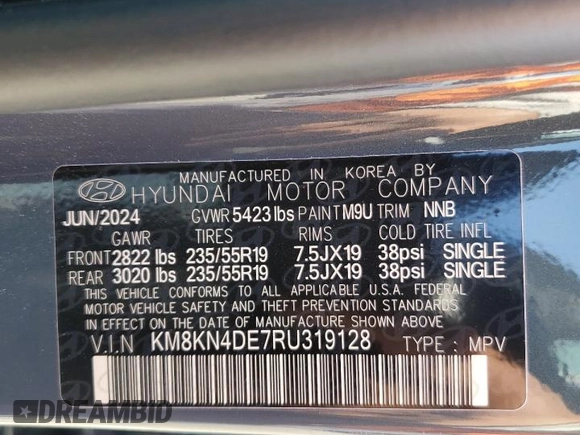 MANUFACTURED IN KOREA BY
HYUNDAI MOTOR COMPANY
JUN/2024 GVWR 5423 lbs PAINT M9U TRIM NNB
GAWR TIRES RIMS COLD TIRE INFL
FRONT 2822 lbs 235/55R19 7.5JX19 38psi SINGLE
REAR 3020 lbs 235/55R19 7.5JX19 38psi SINGLE
THIS VEHICLE CONFORMS TO ALL APPLICABLE U.S.A. FEDERAL
MOTOR VEHICLE SAFETY AND THEFT PREVENTION STANDARDS
IN EFFECT ON THE DATE OF MANUFACTURE SHOWN ABOVE.
V.I.N KM8KN4DE7RU319128 TYPE : MPV
DREAMBID